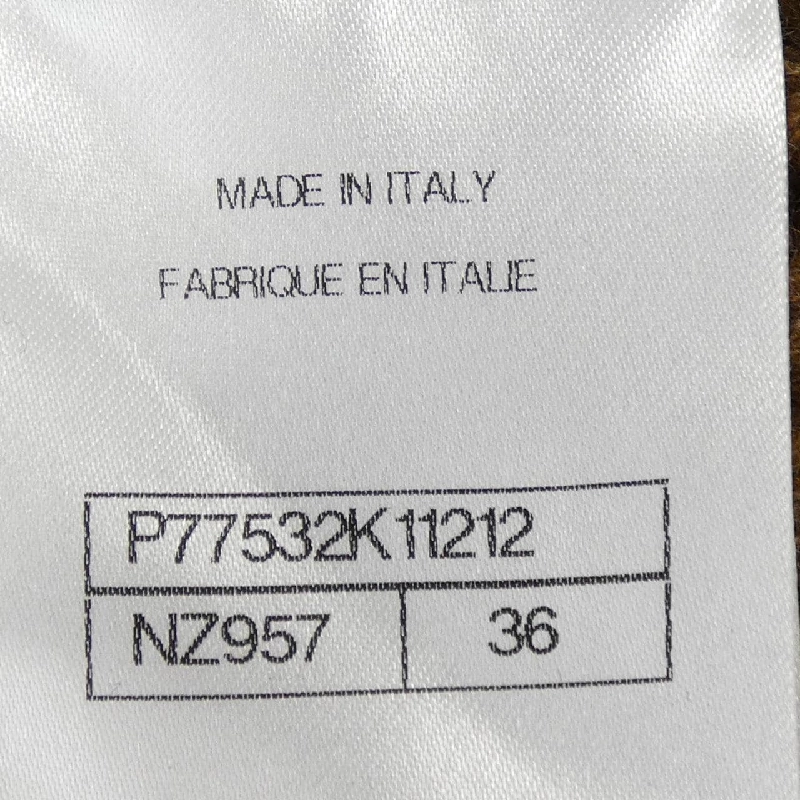 MADE IN ITALY
FABRIQUE EN ITALIE
P77532K11212
NZ957 36